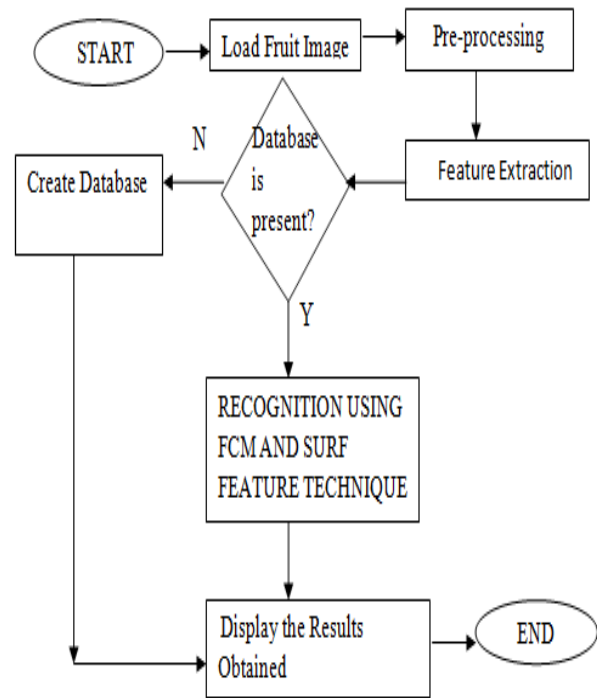 START
Load Fruit Image
Pre-processing
Feature Extraction
Database
is
present?
N
Create Database
Y
RECOGNITION USING
FCM AND SURF
FEATURE TECHNIQUE
Display the Results
Obtained
END